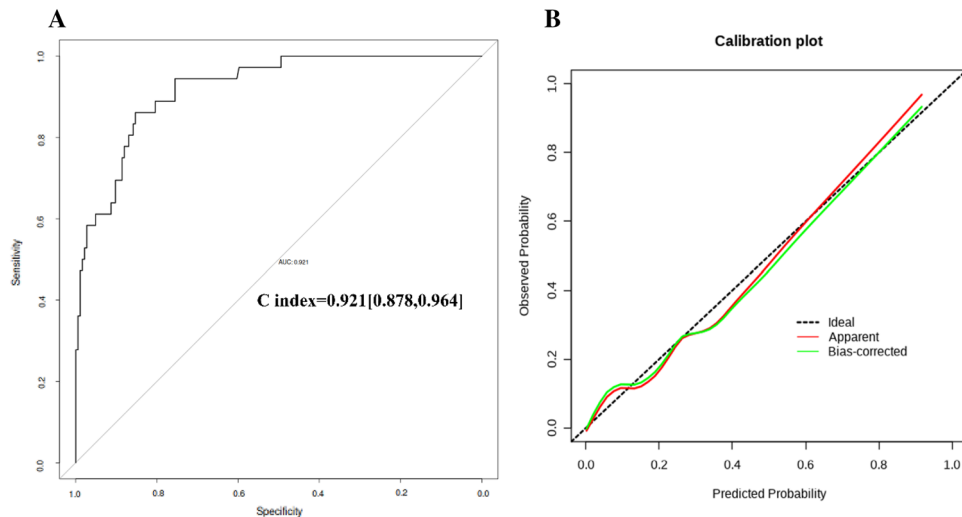 A
1.0
0.8
0.6
0.4
0.2
0.0
Sensitivity
AUC: 0.921
C index=0.921[0.878,0.964]
1.0
0.8
0.6
0.4
0.2
0.0
Specificity
B
Calibration plot
1.0
0.8
0.6
0.4
0.2
0.0
Observed Probability
Ideal
Apparent
Bias-corrected
0.0
0.2
0.4
0.6
0.8
1.0
Predicted Probability